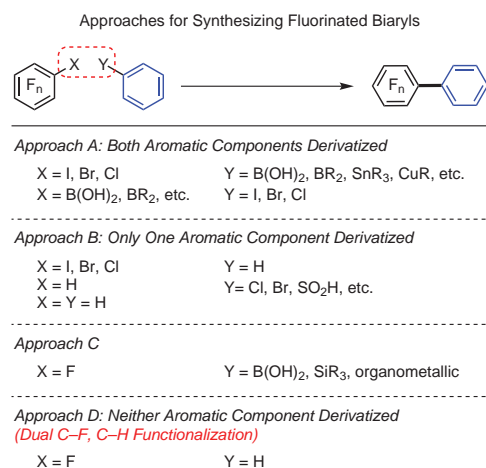 Approaches for Synthesizing Fluorinated Biaryls
X Y
Fn Fn
Approach A: Both Aromatic Components Derivatized
X = I, Br, Cl Y = B(OH)2, BR2, SnR3, CuR, etc.
X = B(OH)2, BR2, etc. Y = I, Br, Cl
Approach B: Only One Aromatic Component Derivatized
X = I, Br, Cl Y = H
X = H Y= Cl, Br, SO2H, etc.
X = Y = H
Approach C
X = F Y = B(OH)2, SiR3, organometallic
Approach D: Neither Aromatic Component Derivatized
(Dual C–F, C–H Functionalization)
X = F Y = H